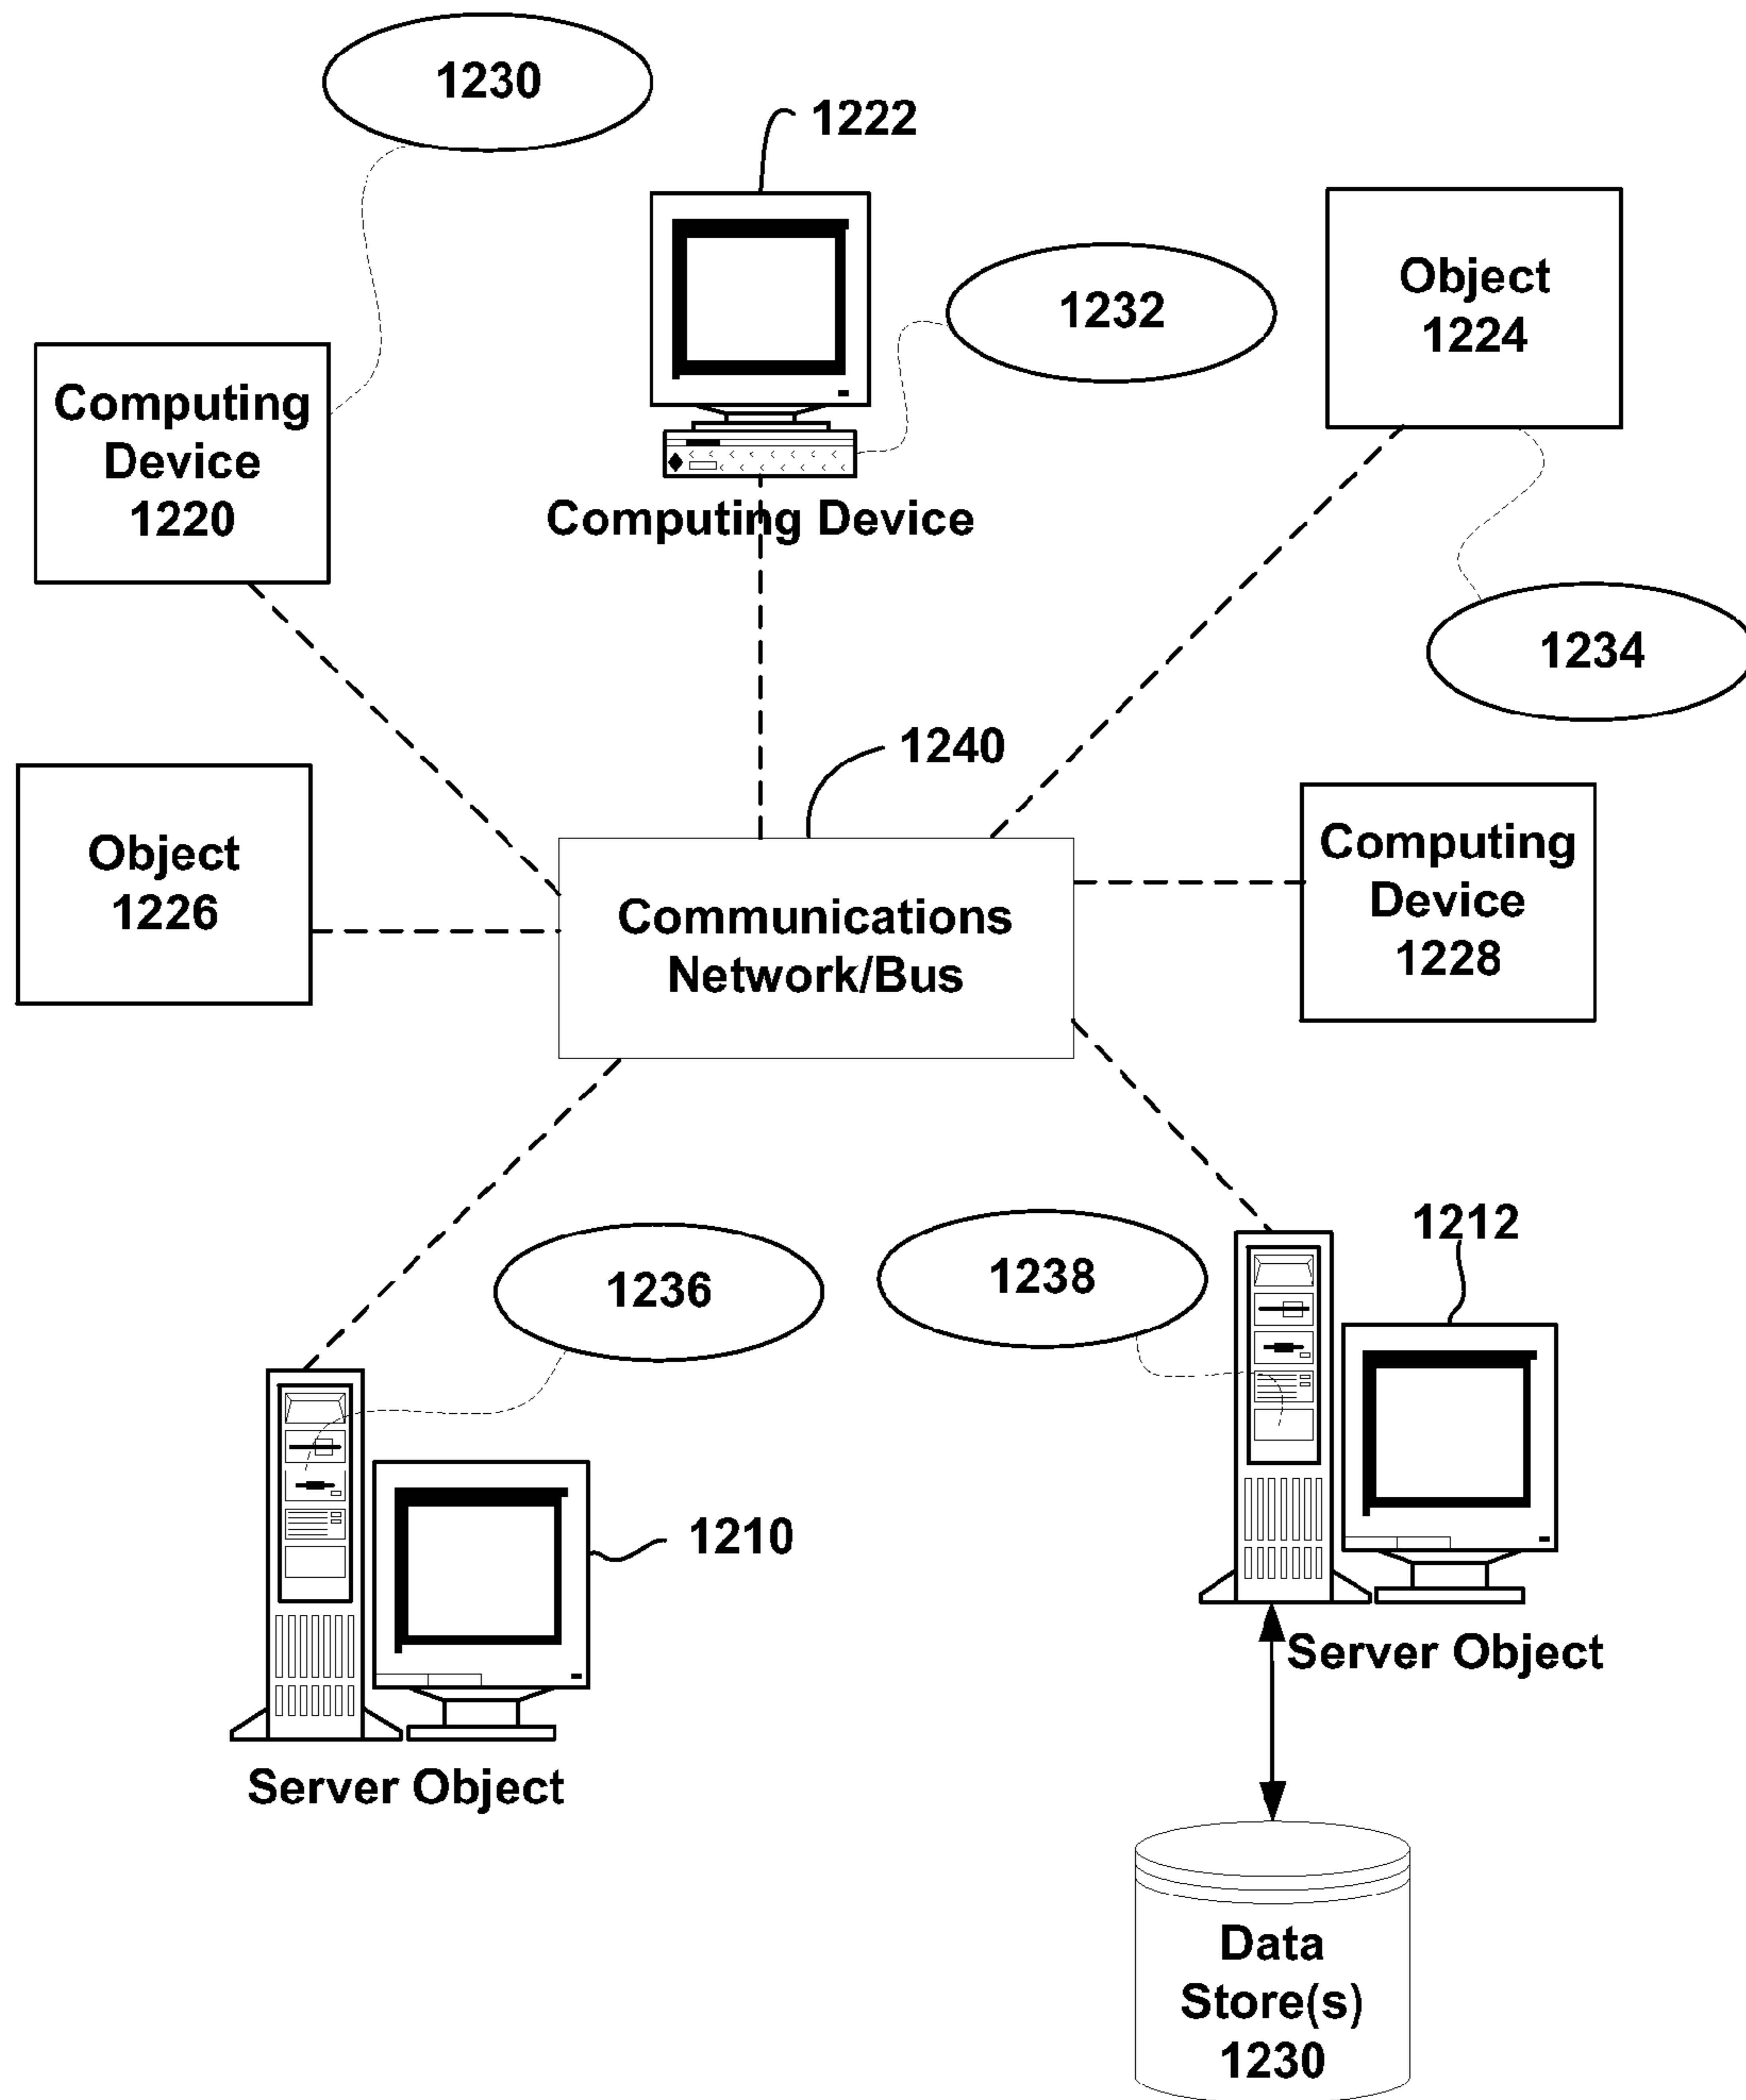 1230
1222
Object
1224
1232
Computing
Device
1220
Computing Device
1234
1240
Object
1226
Communications
Network/Bus
Computing
Device
1228
1236
1238
1212
1210
Server Object
Server Object
Data
Store(s)
1230